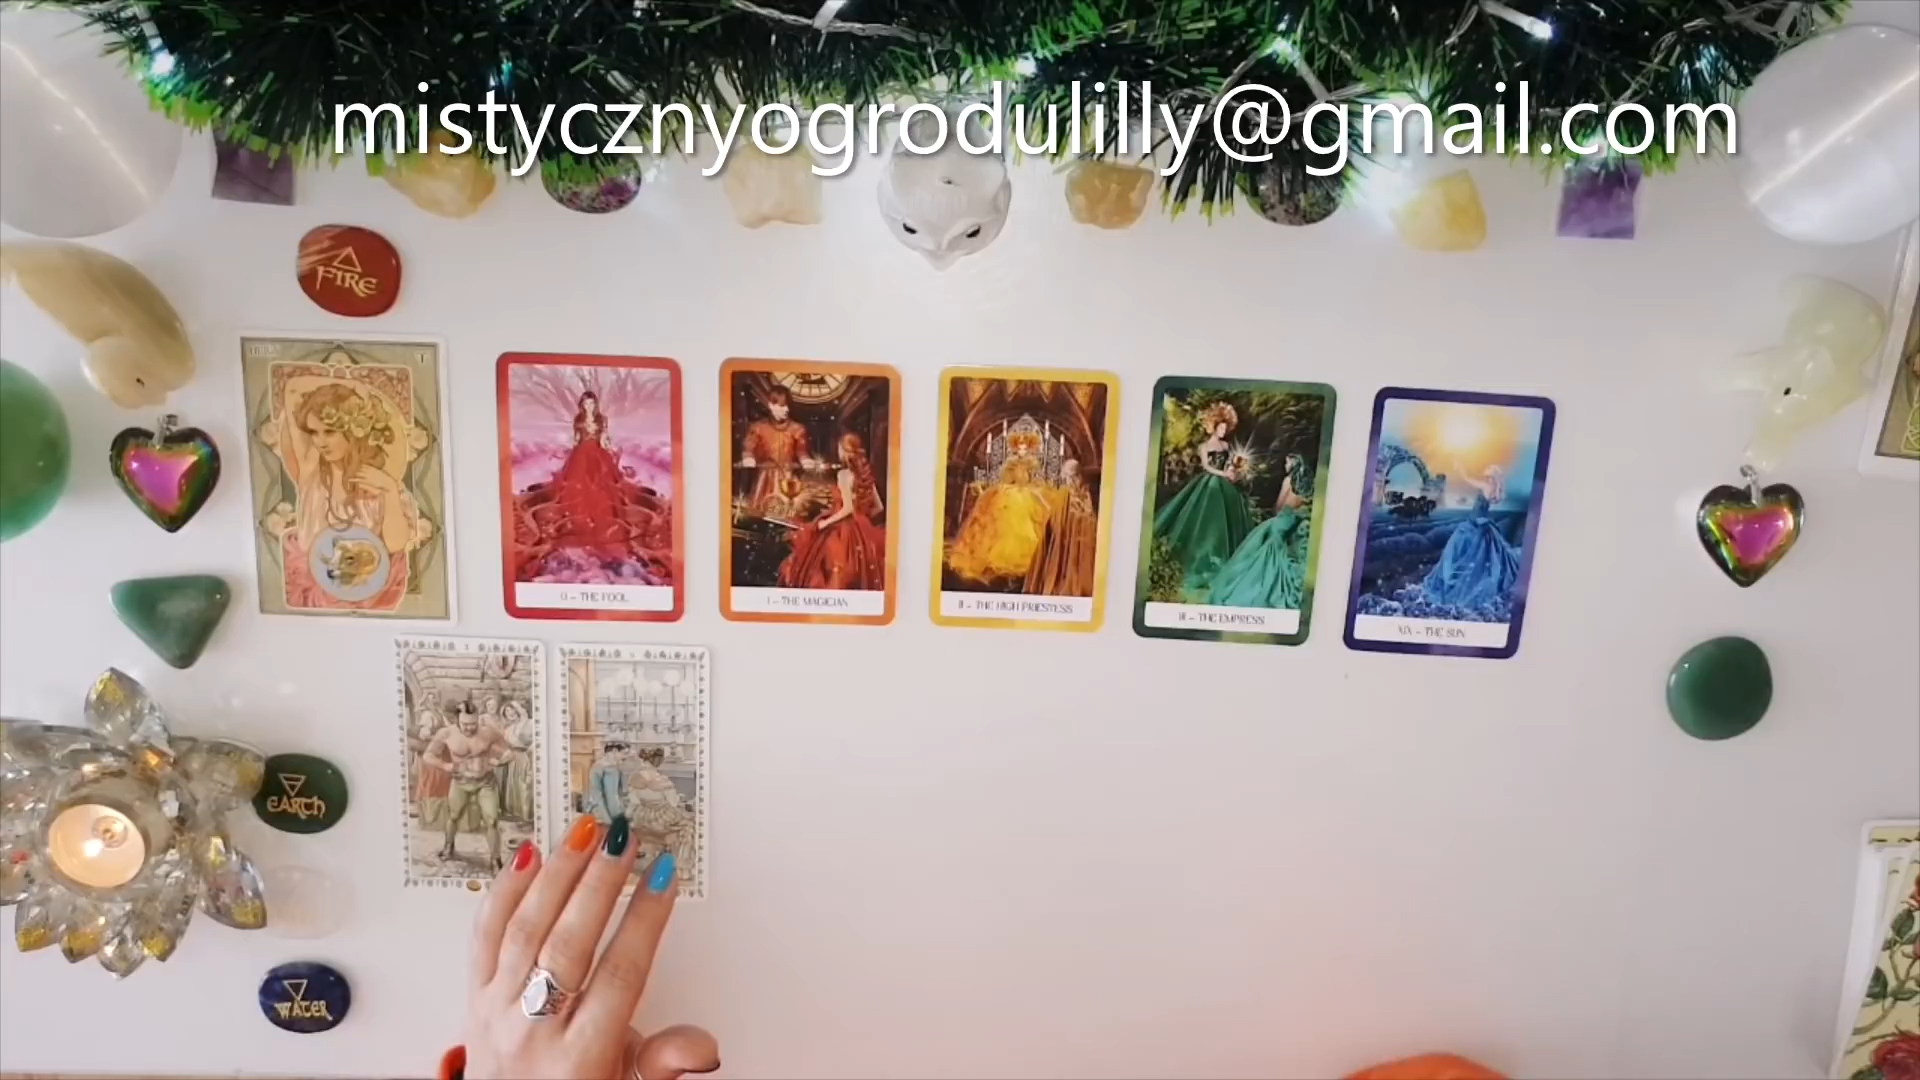 mistycznyogrodulilly@gmail.com
FIRE
0 - THE FOOL
I - THE MAGICIAN
II - THE HIGH PRIESTESS
III - THE EMPRESS
XIX - THE SUN
EARTH
WATER